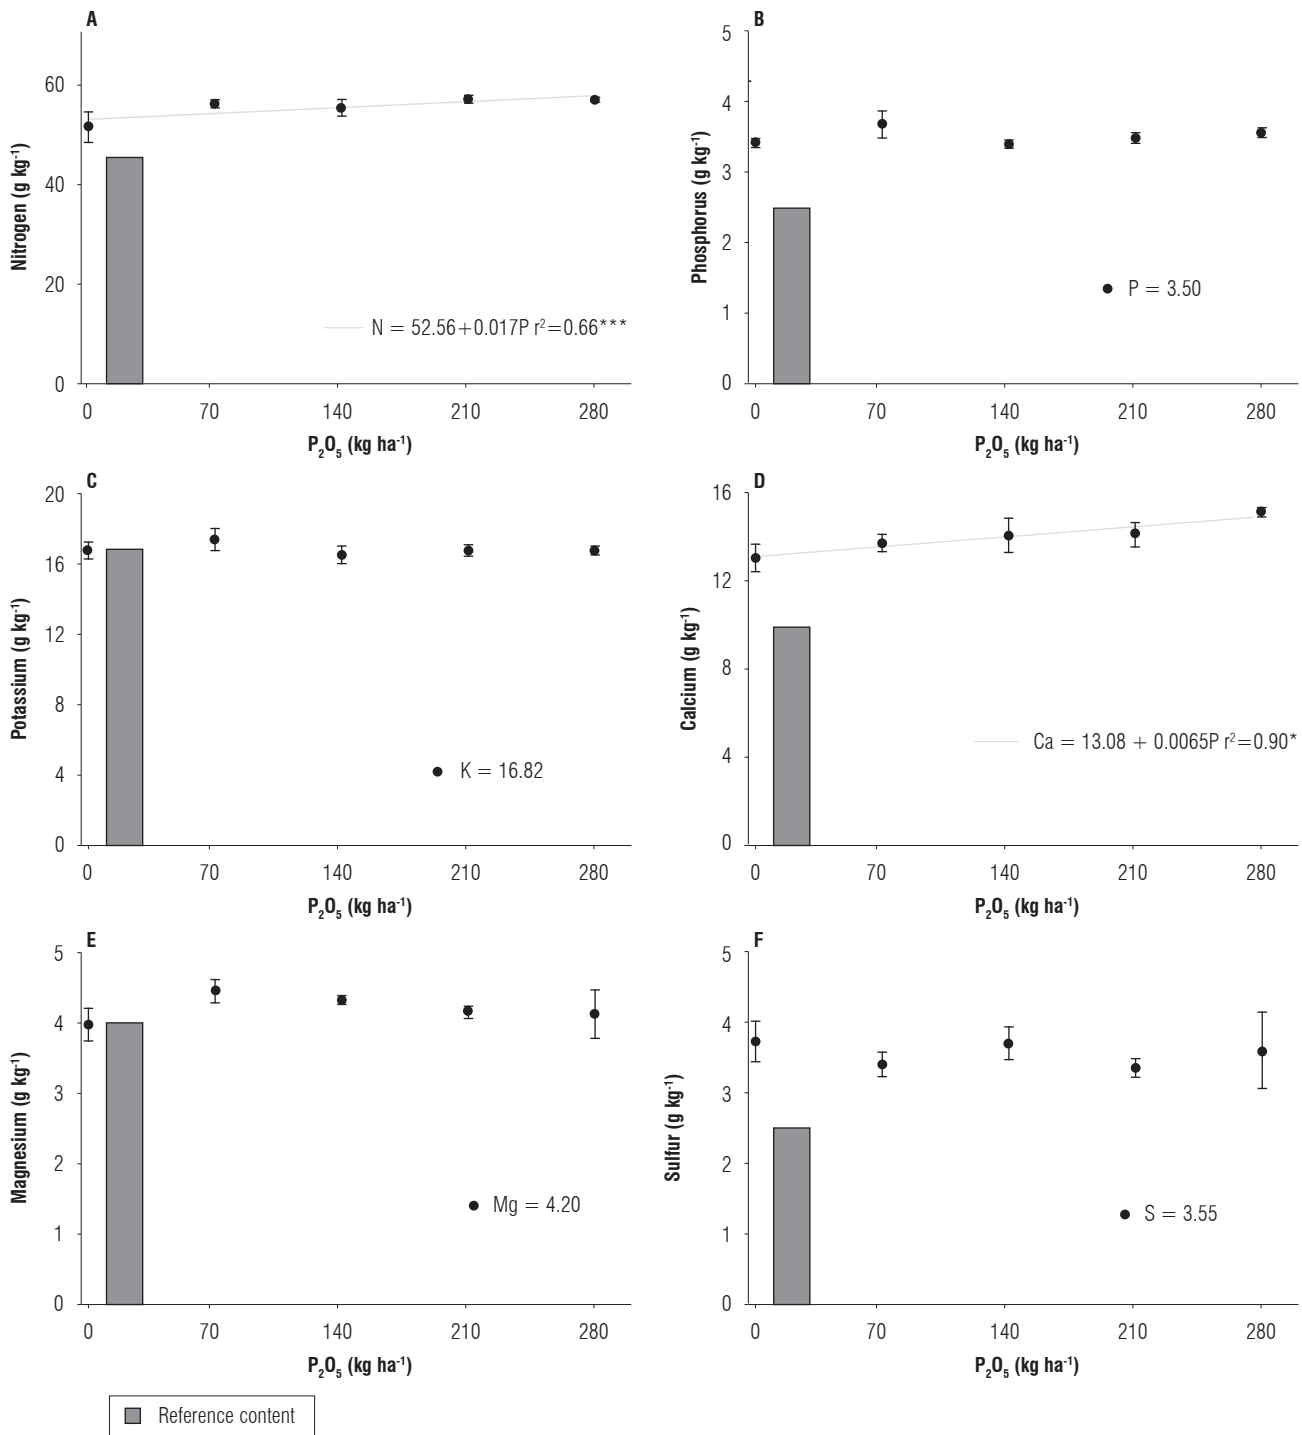 A
Nitrogen (g kg⁻¹)
60
40
20
0
N = 52.56+0.017P r²=0.66***
0 70 140 210 280
P₂O₅ (kg ha⁻¹)
B
Phosphorus (g kg⁻¹)
5
4
3
2
1
0
P = 3.50
0 70 140 210 280
P₂O₅ (kg ha⁻¹)
C
Potassium (g kg⁻¹)
20
16
12
8
4
0
K = 16.82
0 70 140 210 280
P₂O₅ (kg ha⁻¹)
D
Calcium (g kg⁻¹)
16
12
8
4
0
Ca = 13.08 + 0.0065P r²=0.90*
0 70 140 210 280
P₂O₅ (kg ha⁻¹)
E
Magnesium (g kg⁻¹)
5
4
3
2
1
0
Mg = 4.20
0 70 140 210 280
P₂O₅ (kg ha⁻¹)
F
Sulfur (g kg⁻¹)
5
4
3
2
1
0
S = 3.55
0 70 140 210 280
P₂O₅ (kg ha⁻¹)
Reference content